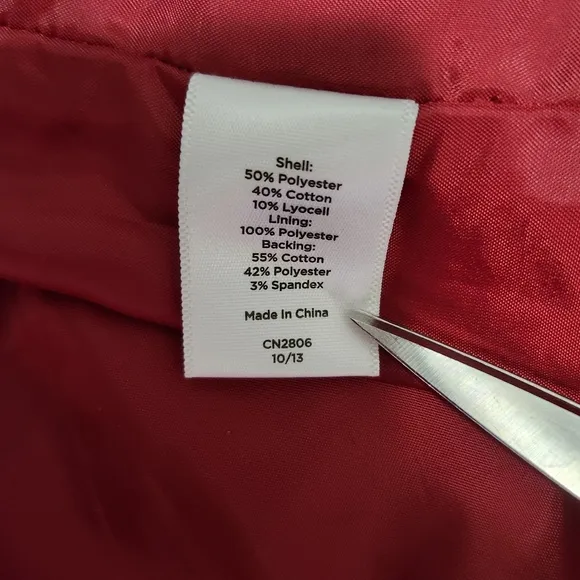 Shell:
50% Polyester
40% Cotton
10% Lyocell
Lining:
100% Polyester
Backing:
55% Cotton
42% Polyester
3% Spandex
Made In China
CN2806
10/13